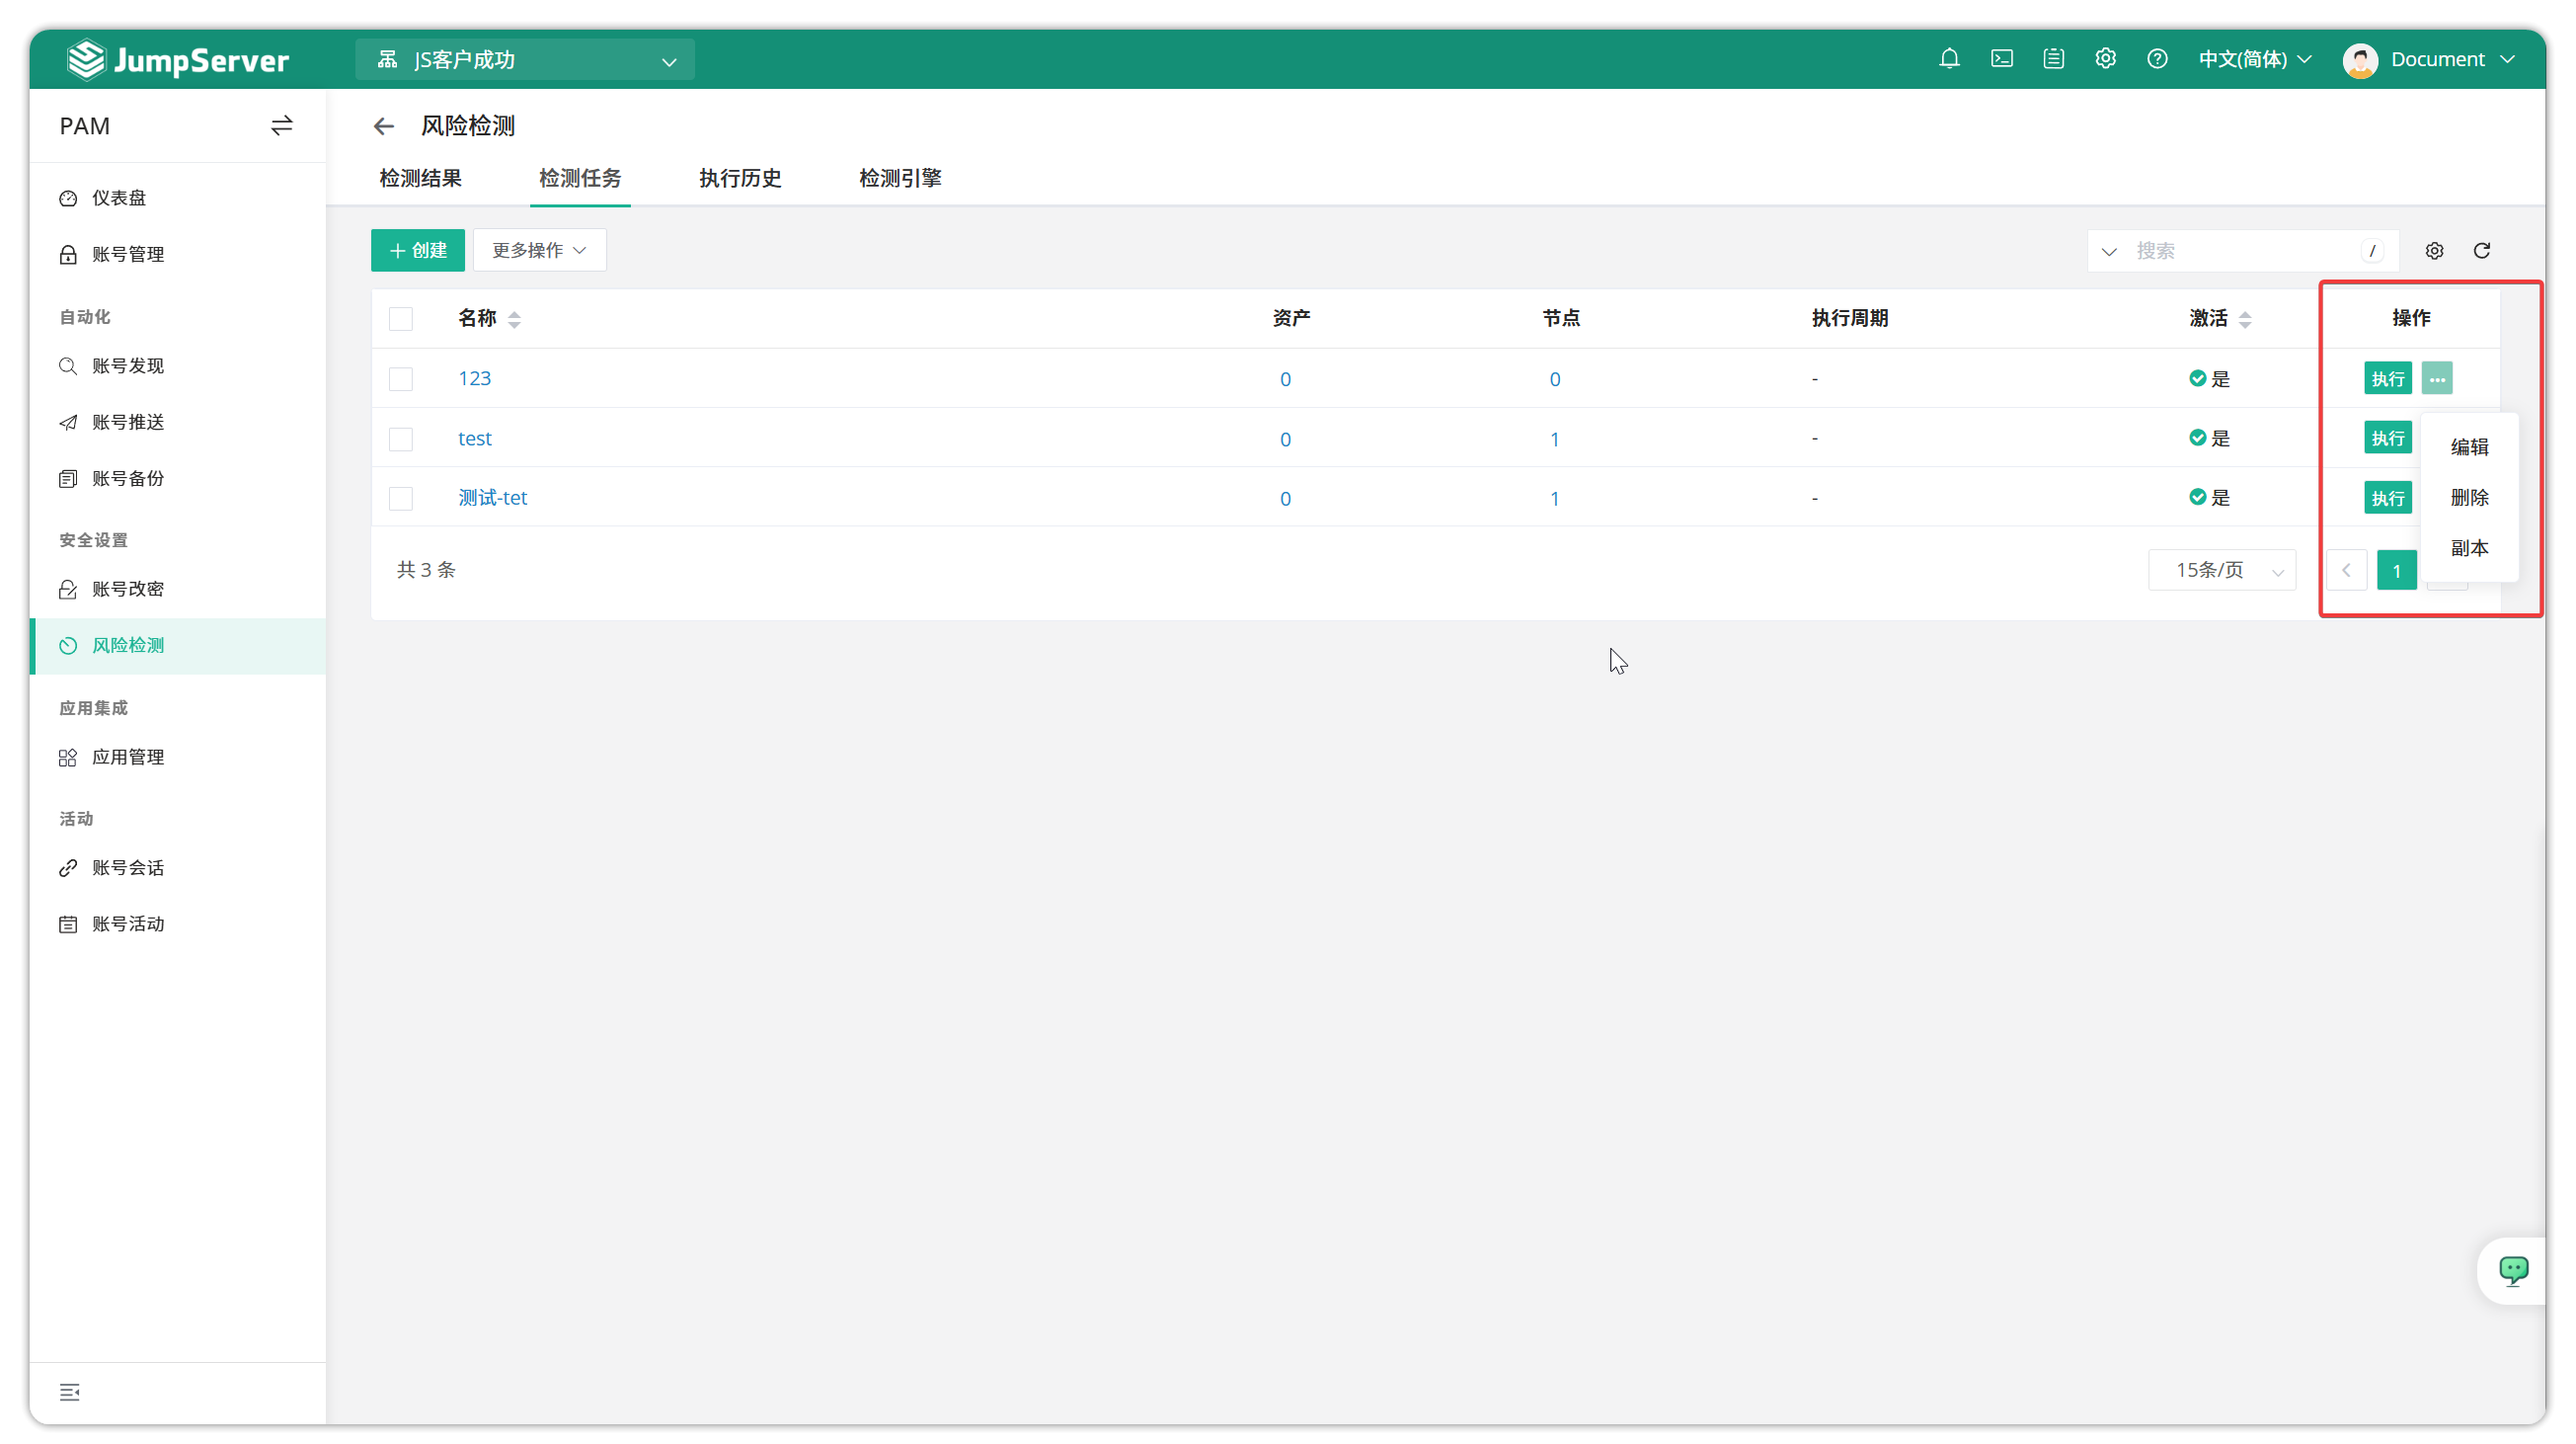 JumpServer
JS客户成功
中文(简体)
Document
PAM
仪表盘
账号管理
自动化
账号发现
账号推送
账号备份
安全设置
账号改密
风险检测
应用集成
应用管理
活动
账号会话
账号活动
风险检测
检测结果 检测任务 执行历史 检测引擎
创建 更多操作
搜索 /
名称 资产 节点 执行周期 激活 操作
123 0 0 - 是 执行 ...
test 0 1 - 是 执行
测试-tet 0 1 - 是 执行
编辑
删除
副本
共 3 条 15条/页 1